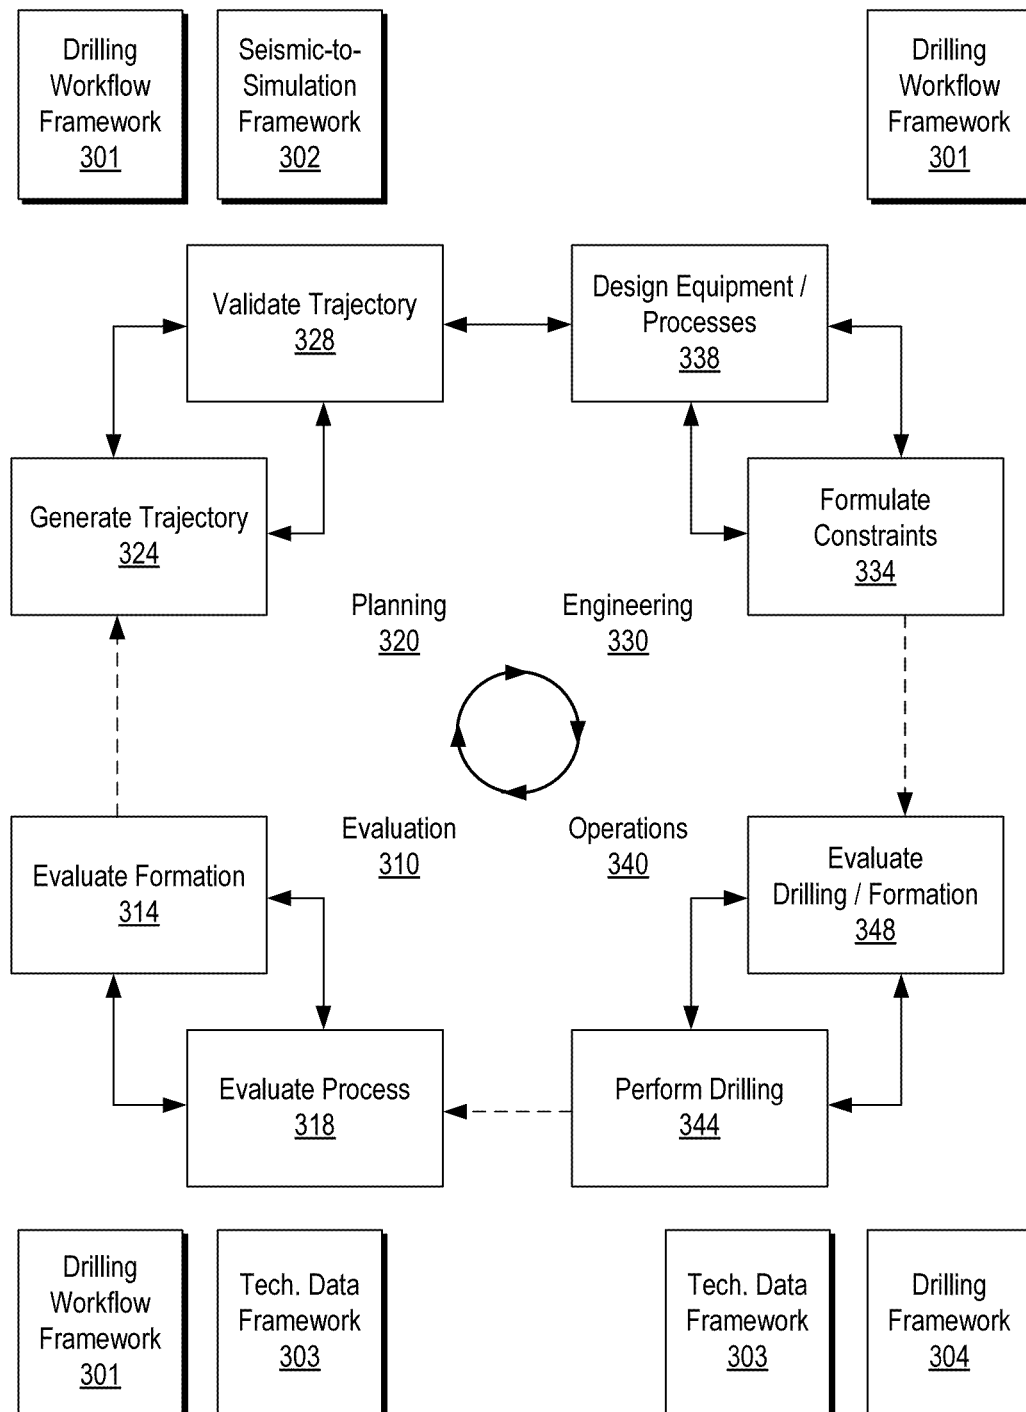 Drilling
Workflow
Framework
301
Seismic-to-
Simulation
Framework
302
Drilling
Workflow
Framework
301
Validate Trajectory
328
Design Equipment /
Processes
338
Generate Trajectory
324
Formulate
Constraints
334
Planning
320
Engineering
330
Evaluation
310
Operations
340
Evaluate Formation
314
Evaluate
Drilling / Formation
348
Evaluate Process
318
Perform Drilling
344
Drilling
Workflow
Framework
301
Tech. Data
Framework
303
Tech. Data
Framework
303
Drilling
Framework
304